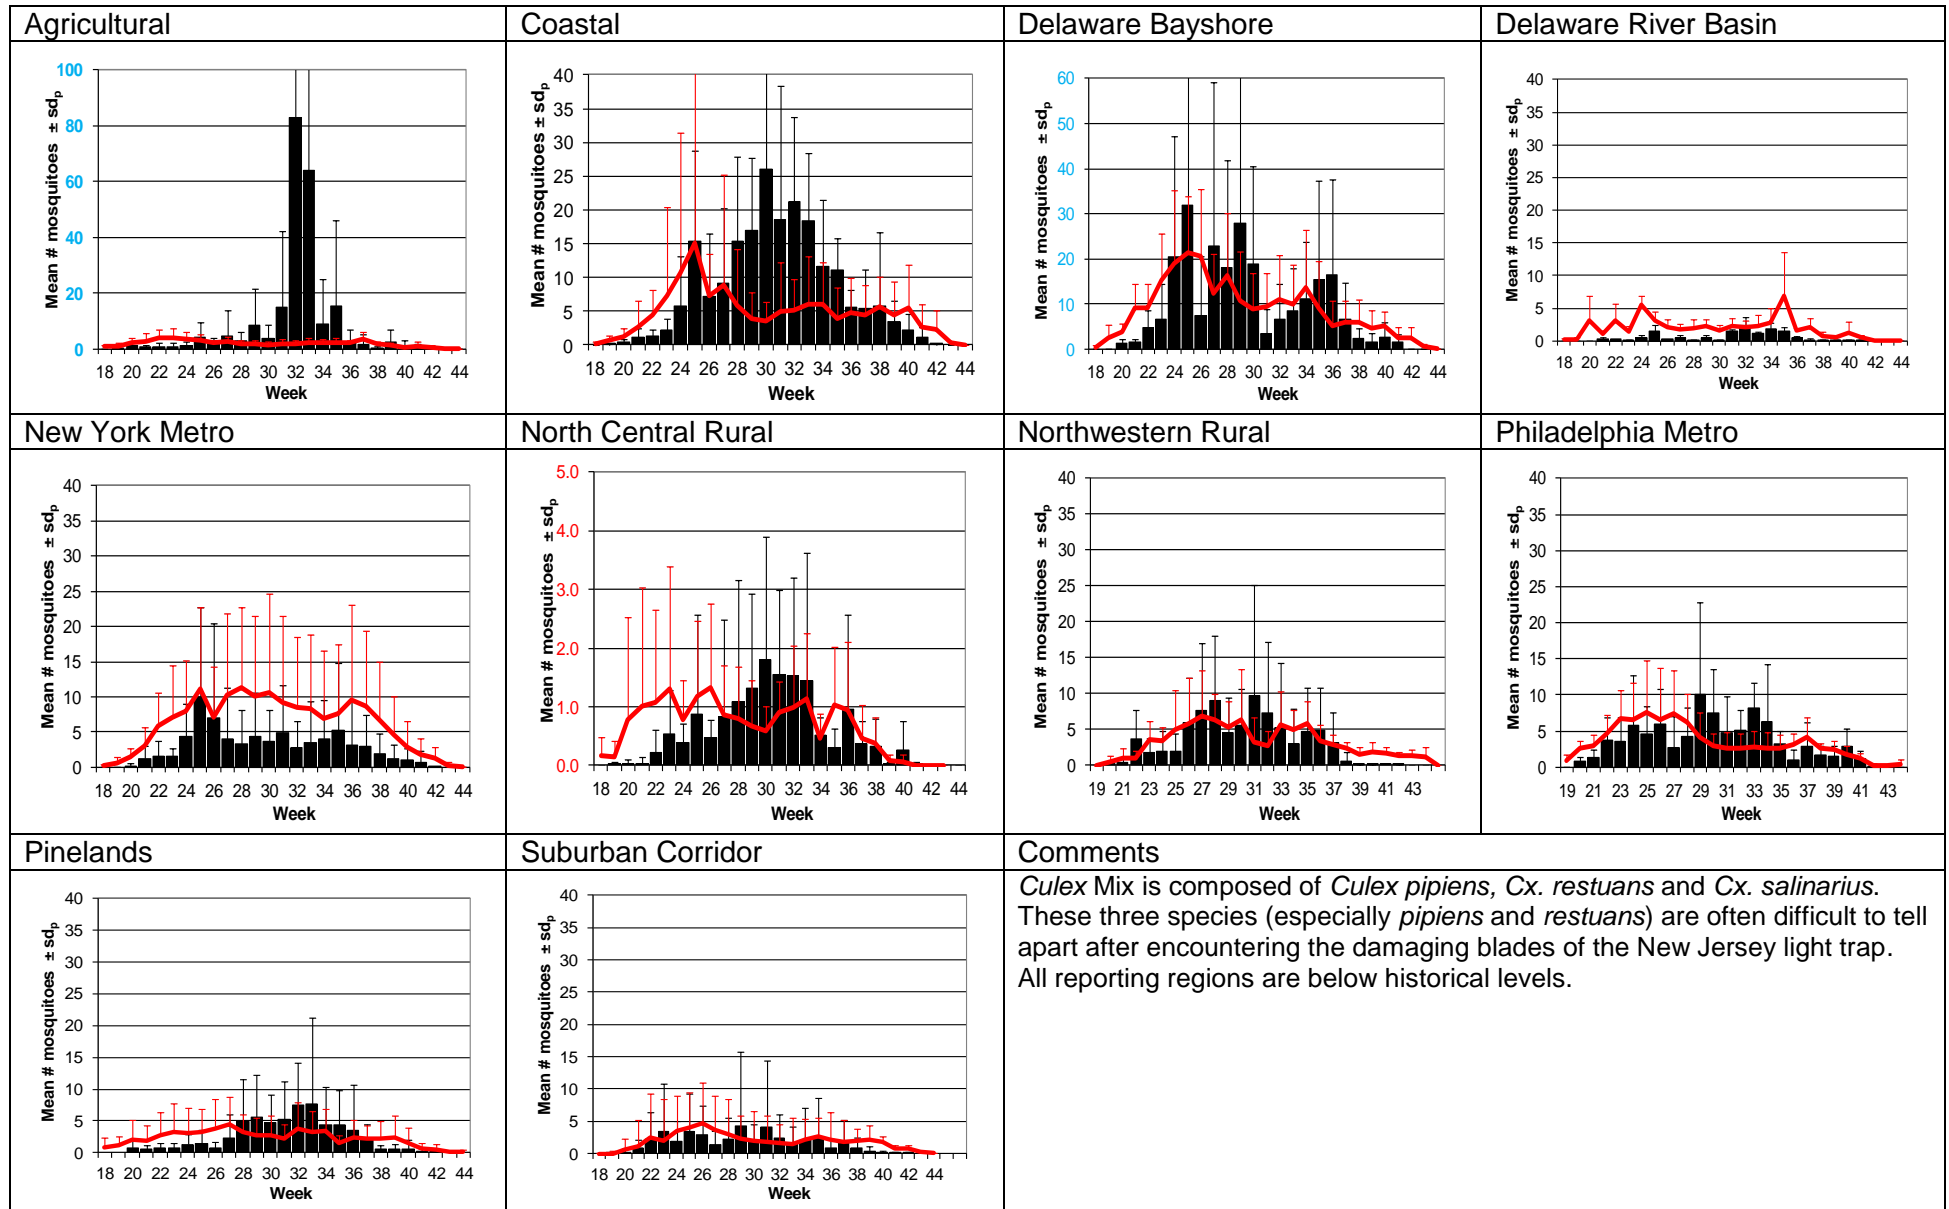 Agricultural
Coastal
Delaware Bayshore
Delaware River Basin
Mean # mosquitoes ± sdp
100
80
60
40
20
0
18 20 22 24 26 28 30 32 34 36 38 40 42 44
Week
Mean # mosquitoes ± sdp
40
35
30
25
20
15
10
5
0
18 20 22 24 26 28 30 32 34 36 38 40 42 44
Week
Mean # mosquitoes ± sdp
60
50
40
30
20
10
0
18 20 22 24 26 28 30 32 34 36 38 40 42 44
Week
Mean # mosquitoes ± sdp
40
35
30
25
20
15
10
5
0
18 20 22 24 26 28 30 32 34 36 38 40 42 44
Week
New York Metro
North Central Rural
Northwestern Rural
Philadelphia Metro
Mean # mosquitoes ± sdp
40
35
30
25
20
15
10
5
0
18 20 22 24 26 28 30 32 34 36 38 40 42 44
Week
Mean # mosquitoes ± sdp
5.0
4.0
3.0
2.0
1.0
0.0
18 20 22 24 26 28 30 32 34 36 38 40 42 44
Week
Mean # mosquitoes ± sdp
40
35
30
25
20
15
10
5
0
19 21 23 25 27 29 31 33 35 37 39 41 43
Week
Mean # mosquitoes ± sdp
40
35
30
25
20
15
10
5
0
19 21 23 25 27 29 31 33 35 37 39 41 43
Week
Pinelands
Suburban Corridor
Comments
Mean # mosquitoes ± sdp
40
35
30
25
20
15
10
5
0
18 20 22 24 26 28 30 32 34 36 38 40 42 44
Week
Mean # mosquitoes ± sdp
40
35
30
25
20
15
10
5
0
18 20 22 24 26 28 30 32 34 36 38 40 42 44
Week
Culex Mix is composed of Culex pipiens, Cx. restuans and Cx. salinarius.
These three species (especially pipiens and restuans) are often difficult to tell
apart after encountering the damaging blades of the New Jersey light trap.
All reporting regions are below historical levels.